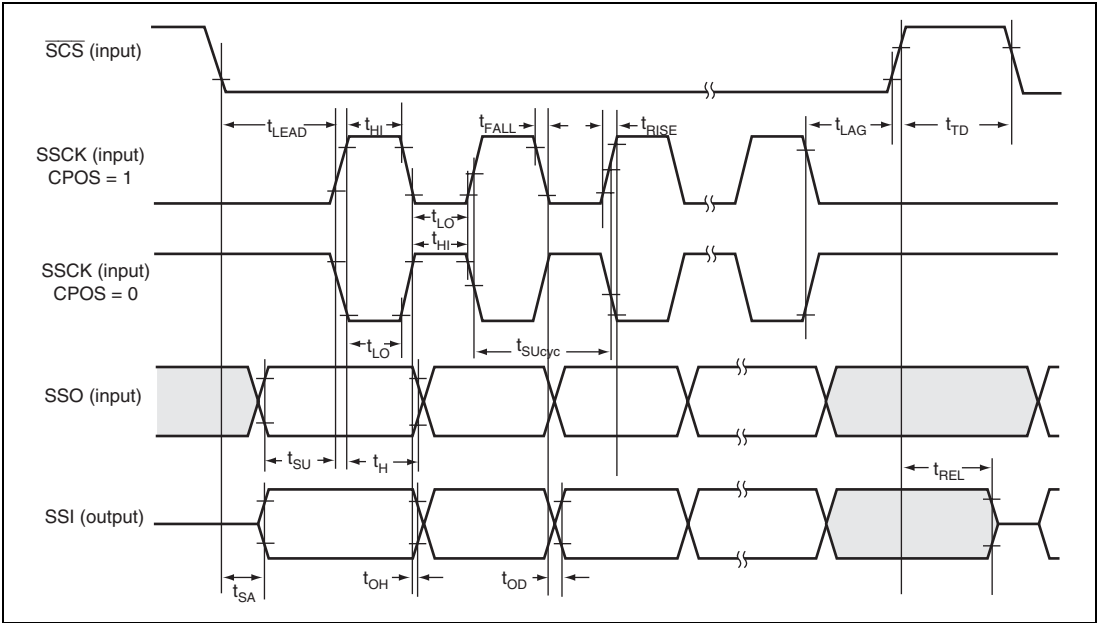 SCS (input)
tLEAD
tHI
tFALL
tRISE
tLAG
tTD
SSCK (input)
CPOS = 1
tLO
tHI
SSCK (input)
CPOS = 0
tLO
tSUcyc
SSO (input)
tSU
tH
tREL
SSI (output)
tSA
tOH
tOD